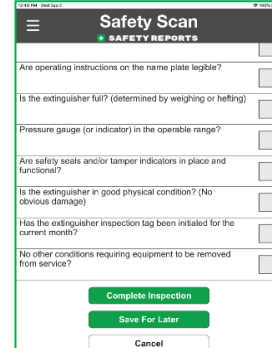 12:45 PM Wed Sep 2
100%
Safety Scan
SAFETY REPORTS
Are operating instructions on the name plate legible?
Is the extinguisher full? (determined by weighing or hefting)
Pressure gauge (or indicator) in the operable range?
Are safety seals and/or tamper indicators in place and
functional?
Is the extinguisher in good physical condition? (No
obvious damage)
Has the extinguisher inspection tag been initialed for the
current month?
No other conditions requiring equipment to be removed
from service?
Complete Inspection
Save For Later
Cancel